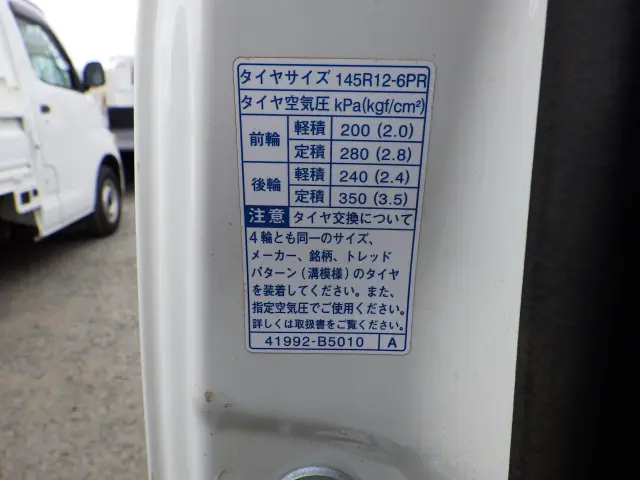 タイヤサイズ 145R12-6PR
タイヤ空気圧 kPa(kgf/cm²)
前輪 軽積 200 (2.0)
定積 280 (2.8)
後輪 軽積 240 (2.4)
定積 350 (3.5)
注意 タイヤ交換について
4輪とも同一のサイズ、
メーカー、銘柄、トレッド
パターン（溝模様）のタイヤ
を装着してください。また、
指定空気圧でご使用ください。
詳しくは取扱書をご覧ください。
41992-B5010 A